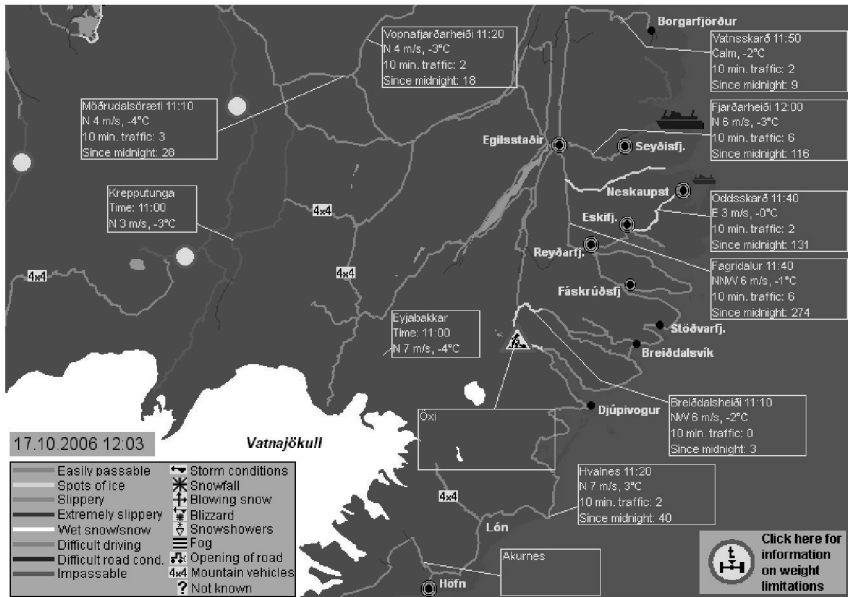 Borgarfjörður
Vopnafjarðarheiði 11:20
N 4 m/s, -3°C
10 min. traffic: 2
Since midnight: 18
Vatnsskarð 11:50
Calm, -2°C
10 min. traffic: 2
Since midnight: 9
Möðrudalsöræfi 11:10
N 4 m/s, -4°C
10 min. traffic: 3
Since midnight: 28
Fjarðarheiði 12:00
N 6 m/s, -3°C
10 min. traffic: 6
Since midnight: 116
Egilsstaðir
Seyðisfj.
Krepputunga
Time: 11:00
N 3 m/s, -3°C
Neskaupst
Oddsskarð 11:40
E 3 m/s, -0°C
10 min. traffic: 2
Since midnight: 131
4x4
Eskifj.
Reyðarfj.
Fagridalur 11:40
NNW 6 m/s, -1°C
10 min. traffic: 6
Since midnight: 274
4x4
4x4
Fáskrúðsfj
Eyjabakkar
Time: 11:00
N 7 m/s, -4°C
Stöðvarfj.
Breiðdalsvík
Breiðdalsheiði 11:10
NW 6 m/s, -2°C
10 min. traffic: 0
Since midnight: 3
Öxi
Djúpivogur
17.10.2006 12:03
Vatnajökull
Hvalnes 11:20
N 7 m/s, 3°C
10 min. traffic: 2
Since midnight: 40
4x4
Lón
Akurnes
Höfn
Easily passable
Spots of ice
Slippery
Extremely slippery
Wet snow/snow
Difficult driving
Difficult road cond.
Impassable
Storm conditions
Snowfall
Blowing snow
Blizzard
Snowshowers
Fog
Opening of road
4x4 Mountain vehicles
? Not known
t
Click here for
information
on weight
limitations